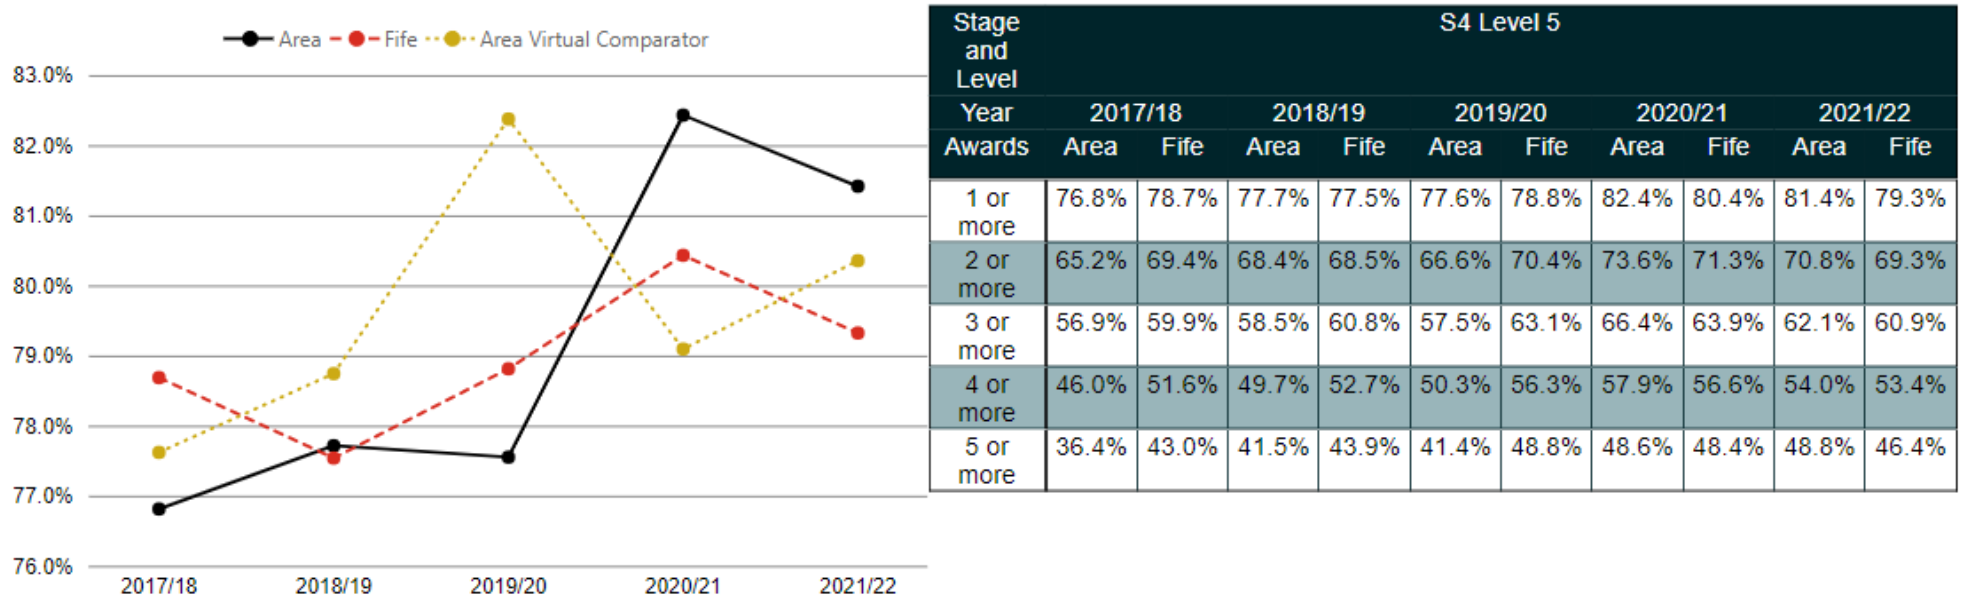 Area Fife Area Virtual Comparator
83.0%
82.0%
81.0%
80.0%
79.0%
78.0%
77.0%
76.0%
2017/18 2018/19 2019/20 2020/21 2021/22
Stage and Level S4 Level 5
Year 2017/18 2018/19 2019/20 2020/21 2021/22
Awards Area Fife Area Fife Area Fife Area Fife Area Fife
1 or more 76.8% 78.7% 77.7% 77.5% 77.6% 78.8% 82.4% 80.4% 81.4% 79.3%
2 or more 65.2% 69.4% 68.4% 68.5% 66.6% 70.4% 73.6% 71.3% 70.8% 69.3%
3 or more 56.9% 59.9% 58.5% 60.8% 57.5% 63.1% 66.4% 63.9% 62.1% 60.9%
4 or more 46.0% 51.6% 49.7% 52.7% 50.3% 56.3% 57.9% 56.6% 54.0% 53.4%
5 or more 36.4% 43.0% 41.5% 43.9% 41.4% 48.8% 48.6% 48.4% 48.8% 46.4%